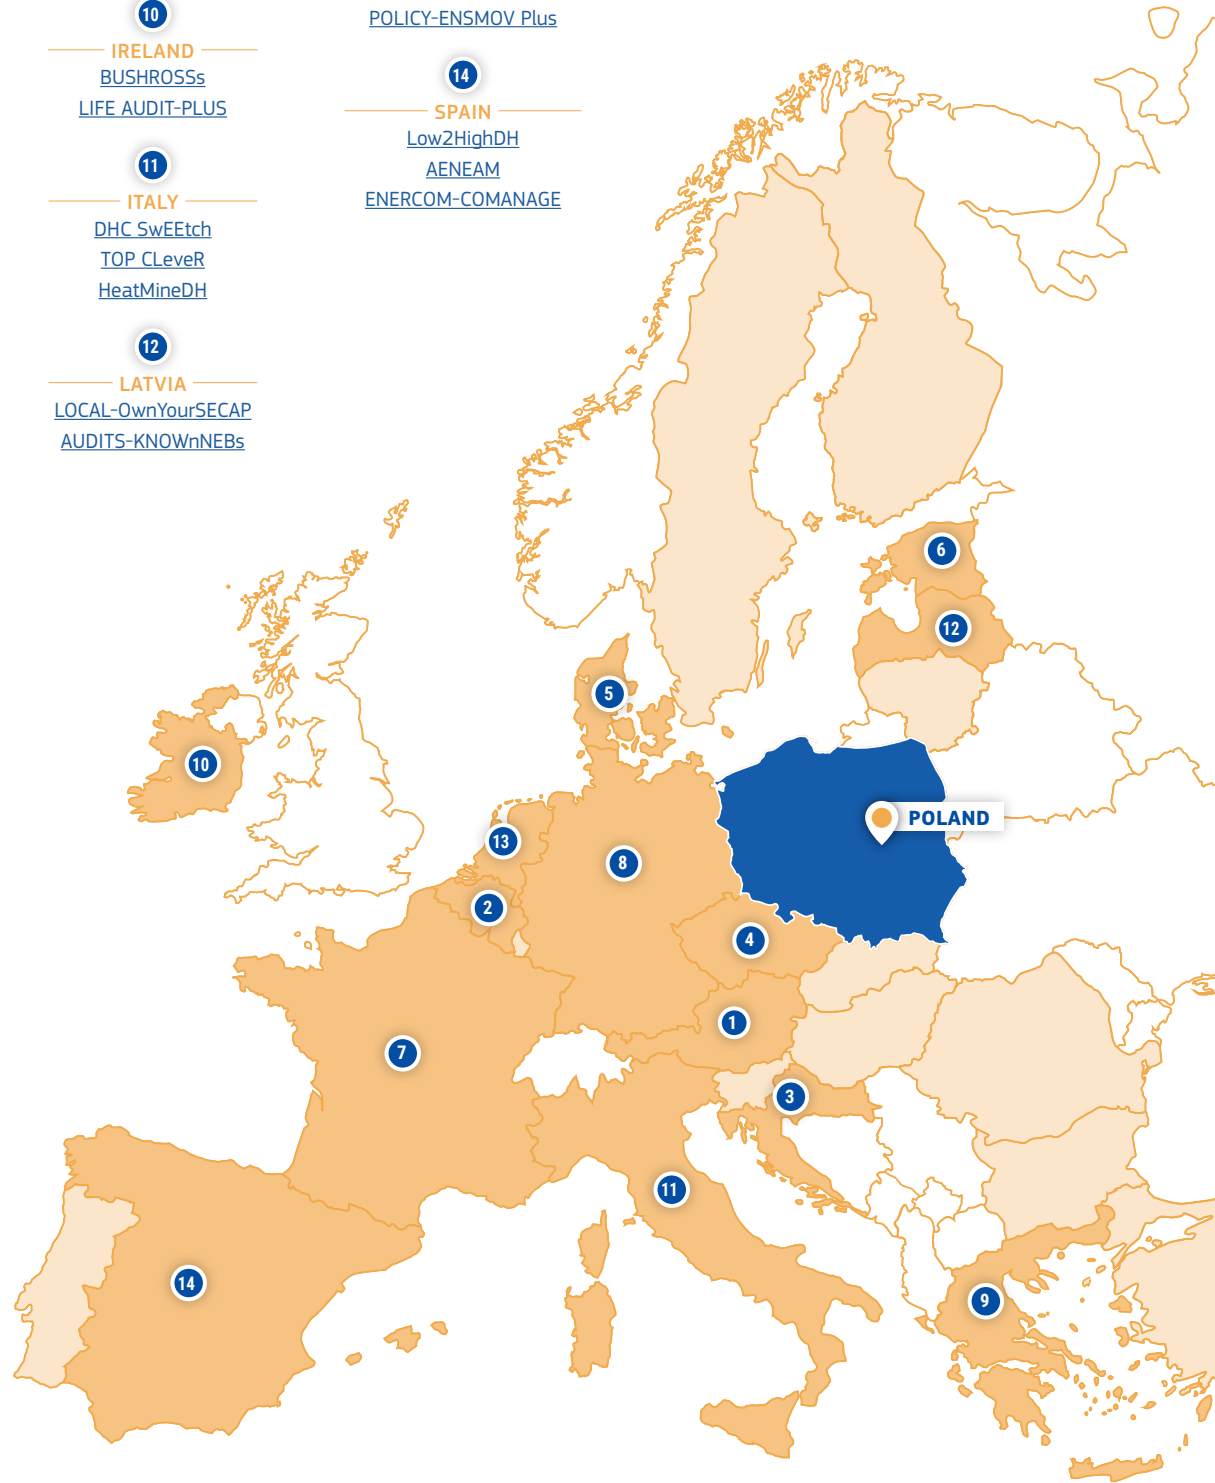 10
IRELAND
BUSHROSSs
LIFE AUDIT-PLUS
11
ITALY
DHC SwEEtch
TOP CLeveR
HeatMineDH
12
LATVIA
LOCAL-OwnYourSECAP
AUDITS-KNOWnNEBs
POLICY-ENSMOV Plus
14
SPAIN
Low2HighDH
AENEAM
ENERCOM-COMANAGE
6
12
5
10
POLAND
13
8
2
4
1
7
3
11
14
9